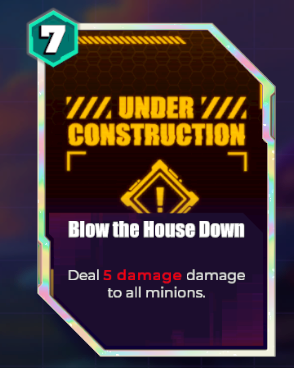 7
//// UNDER ////
CONSTRUCTION
!
Blow the House Down
Deal 5 damage damage
to all minions.